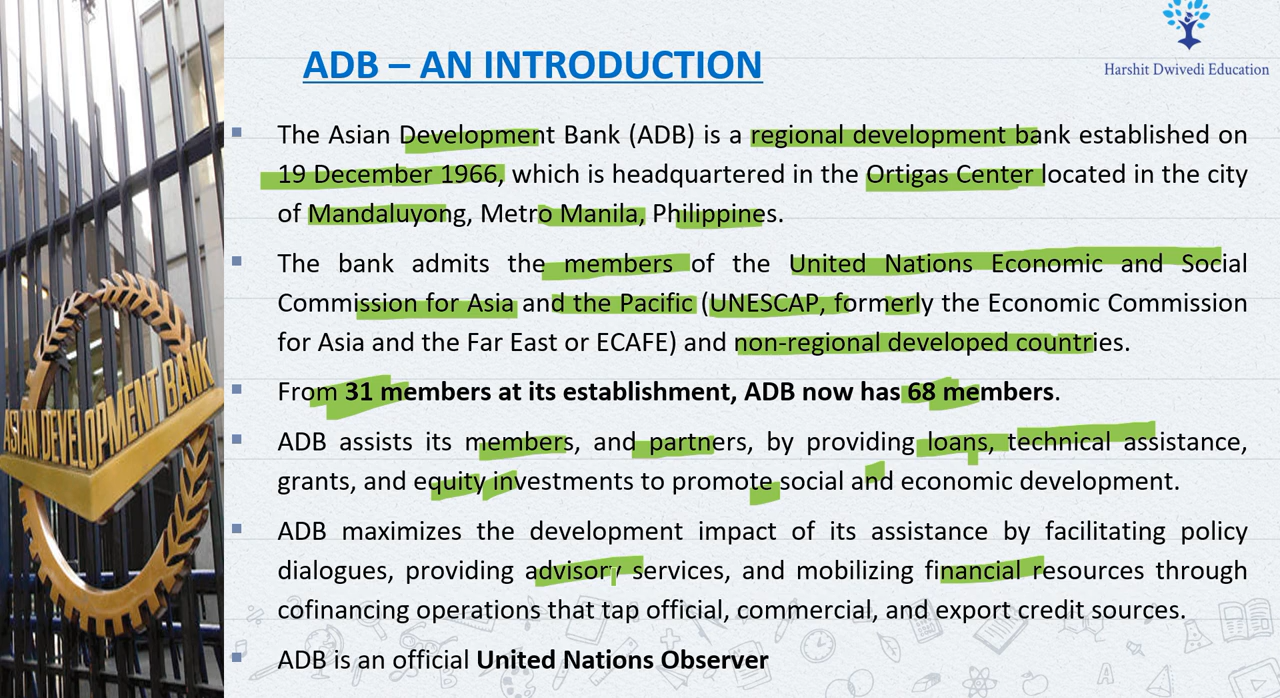 ADB – AN INTRODUCTION
Harshit Dwivedi Education
The Asian Development Bank (ADB) is a regional development bank established on
19 December 1966, which is headquartered in the Ortigas Center located in the city
of Mandaluyong, Metro Manila, Philippines.
The bank admits the members of the United Nations Economic and Social
Commission for Asia and the Pacific (UNESCAP, formerly the Economic Commission
for Asia and the Far East or ECAFE) and non-regional developed countries.
From 31 members at its establishment, ADB now has 68 members.
ADB assists its members, and partners, by providing loans, technical assistance,
grants, and equity investments to promote social and economic development.
ADB maximizes the development impact of its assistance by facilitating policy
dialogues, providing advisory services, and mobilizing financial resources through
cofinancing operations that tap official, commercial, and export credit sources.
ADB is an official United Nations Observer
ASIAN DEVELOPMENT BANK